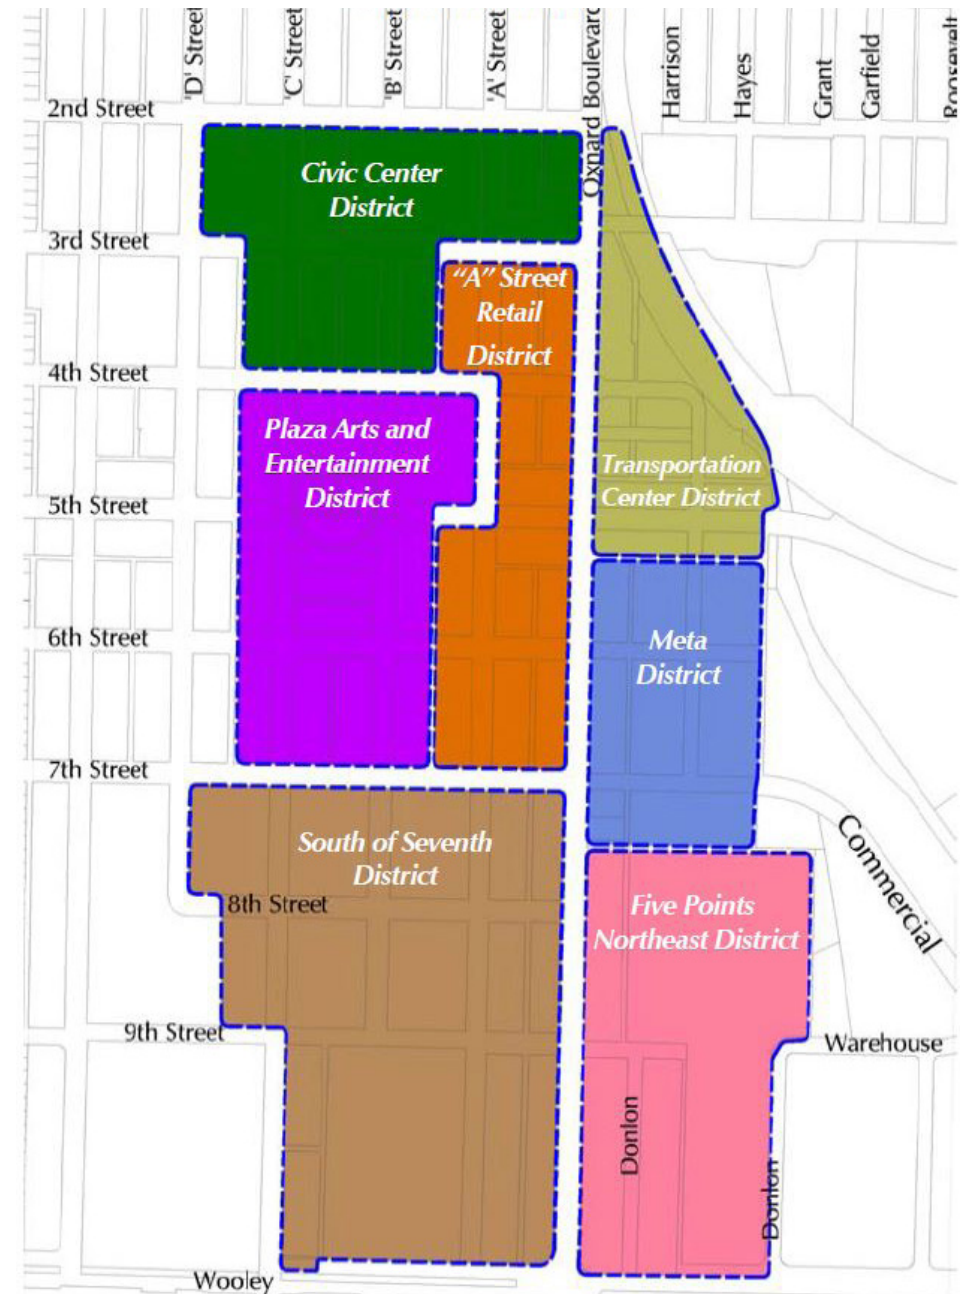 'D' Street
'C' Street
'B' Street
'A' Street
Oxnard Boulevard
Harrison
Hayes
Grant
Garfield
Roosevelt
2nd Street
Civic Center
District
3rd Street
“A” Street
Retail
District
4th Street
Plaza Arts and
Entertainment
District
Transportation
Center District
5th Street
6th Street
Meta
District
7th Street
South of Seventh
District
Commercial
8th Street
Five Points
Northeast District
9th Street
Warehouse
Donlon
Donlon
Wooley